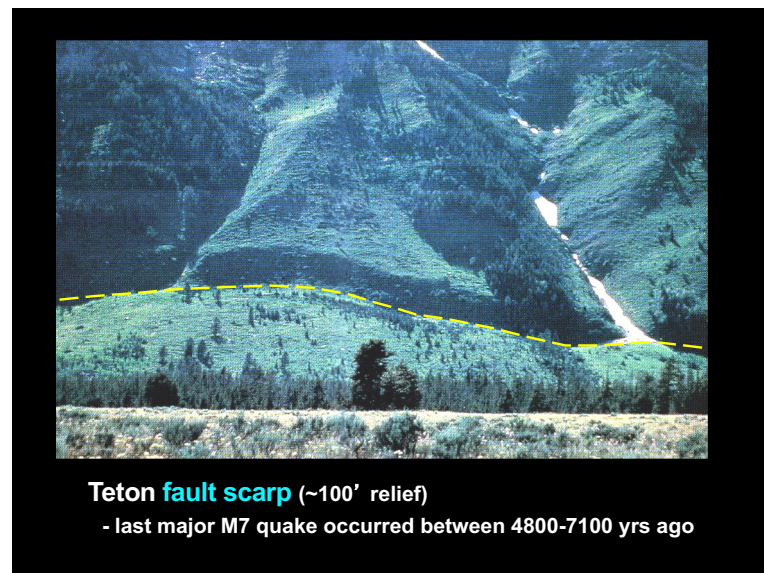 Teton fault scarp (~100’ relief)
- last major M7 quake occurred between 4800-7100 yrs ago